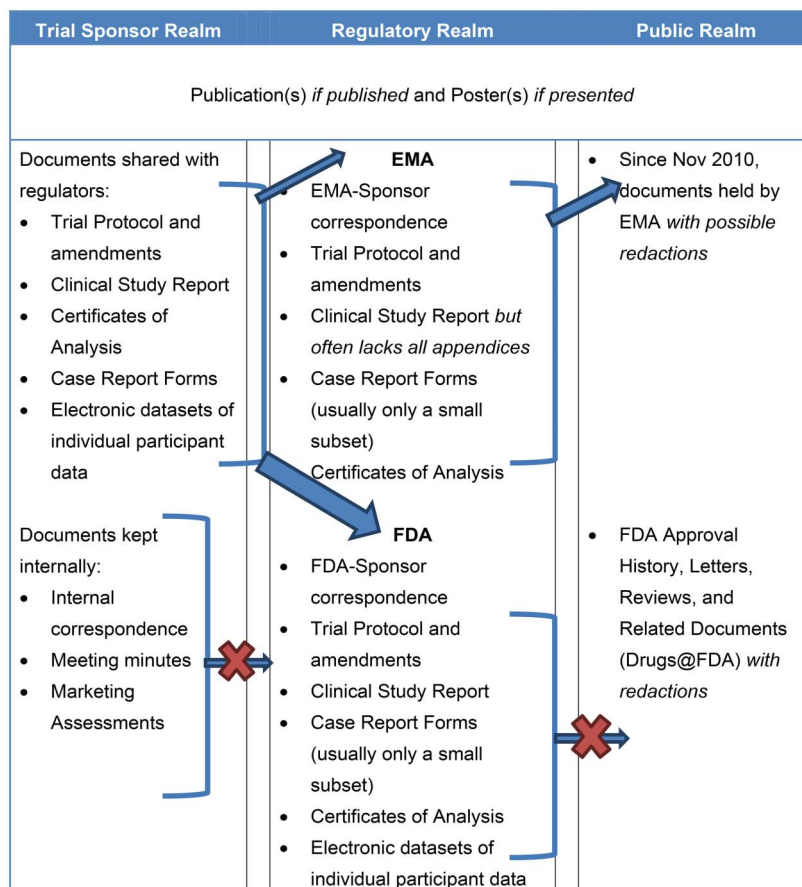 Trial Sponsor Realm
Regulatory Realm
Public Realm
Publication(s) if published and Poster(s) if presented
Documents shared with
regulators:
• Trial Protocol and
amendments
• Clinical Study Report
• Certificates of
Analysis
• Case Report Forms
• Electronic datasets of
individual participant
data
Documents kept
internally:
• Internal
correspondence
• Meeting minutes
• Marketing
Assessments
EMA
• EMA-Sponsor
correspondence
• Trial Protocol and
amendments
• Clinical Study Report but
often lacks all appendices
• Case Report Forms
(usually only a small
subset)
Certificates of Analysis
FDA
• FDA-Sponsor
correspondence
• Trial Protocol and
amendments
• Clinical Study Report
• Case Report Forms
(usually only a small
subset)
• Certificates of Analysis
• Electronic datasets of
individual participant data
• Since Nov 2010,
documents held by
EMA with possible
redactions
• FDA Approval
History, Letters,
Reviews, and
Related Documents
(Drugs@FDA) with
redactions